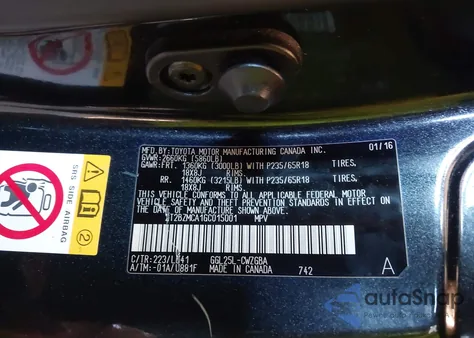 MFD. BY: TOYOTA MOTOR MANUFACTURING CANADA INC. 01/16
GVWR: 2660KG (5860LB)
GAWR: FRT. 1360KG (3000LB) WITH P235/65R18 TIRES,
18X8J RIMS,
RR. 1460KG (3215LB) WITH P235/65R18 TIRES,
18X8J RIMS,
THIS VEHICLE CONFORMS TO ALL APPLICABLE FEDERAL MOTOR
VEHICLE SAFETY AND THEFT PREVENTION STANDARDS IN EFFECT ON
THE DATE OF MANUFACTURE SHOWN ABOVE.
2T2BZMCA1GC015001 MPV
C/TR: 223/LB41 GGL25L-CWZGBA
A/TM: -01A/U881F MADE IN CANADA 742 A
SRS SIDE AIRBAG
autoSnap